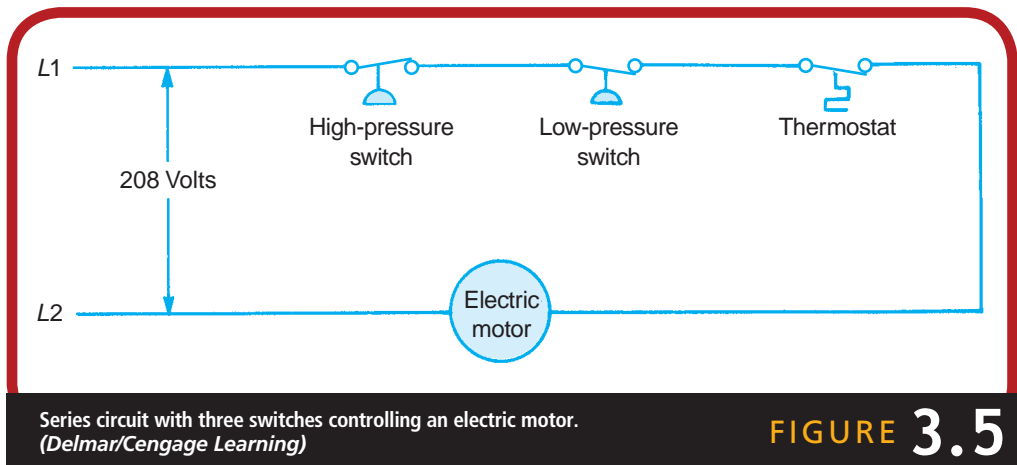 L1
High-pressure
switch
Low-pressure
switch
Thermostat
208 Volts
L2
Electric
motor
Series circuit with three switches controlling an electric motor.
(Delmar/Cengage Learning)
FIGURE 3.5